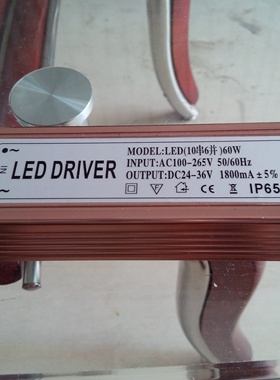 IN
LED DRIVER
MODEL:LED(10串6并)60W
INPUT:AC100-265V 50/60Hz
OUTPUT:DC24-36V 1800mA ±5%
IP65